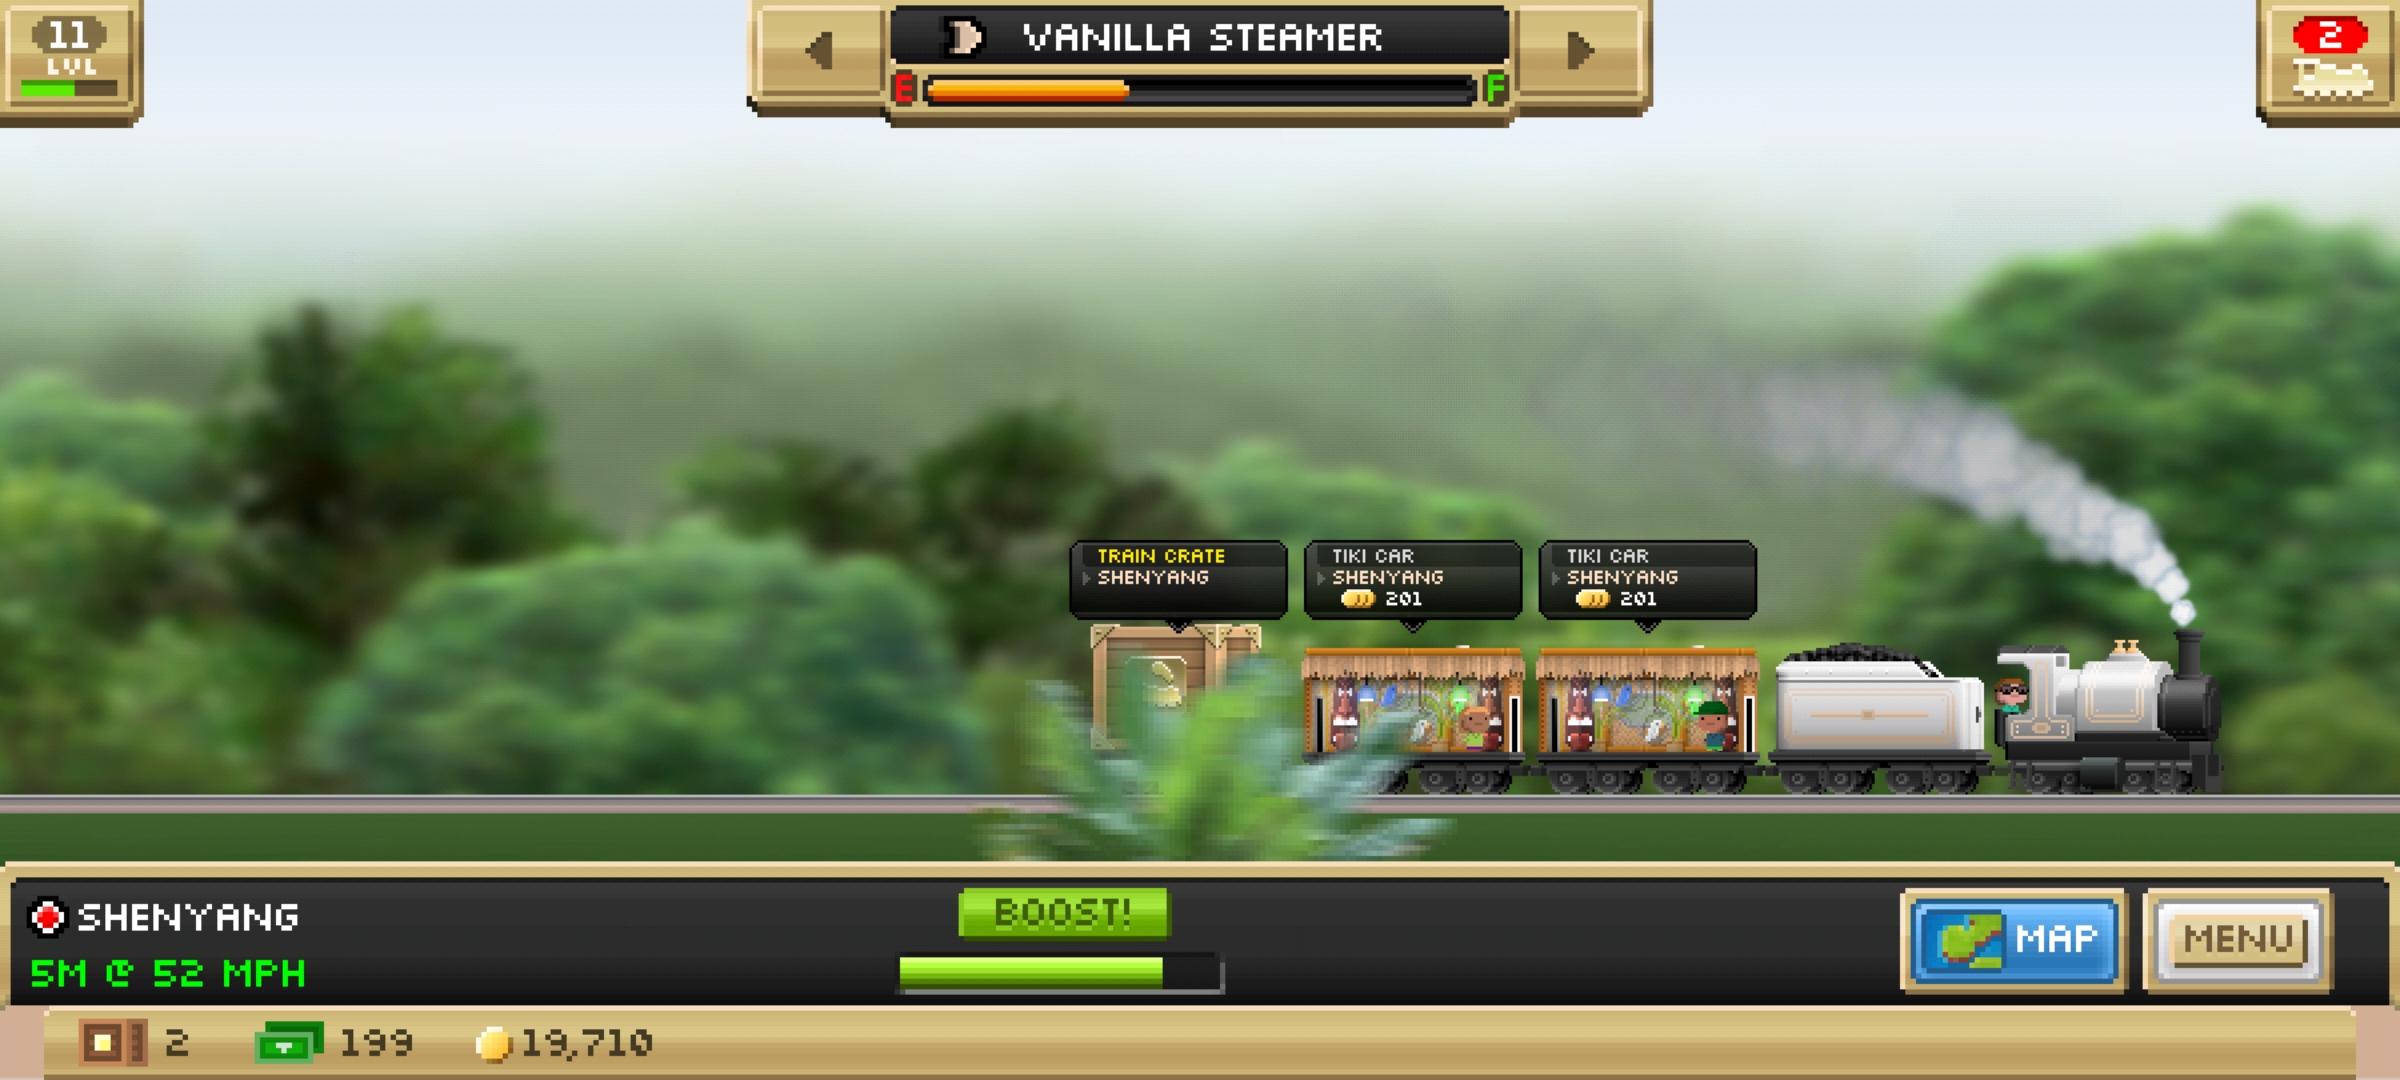 11
LVL
VANILLA STEAMER
E F
2
TRAIN CRATE
SHENYANG
TIKI CAR
SHENYANG
201
TIKI CAR
SHENYANG
201
SHENYANG
5M @ 52 MPH
BOOST!
MAP
MENU
2 199 19,710